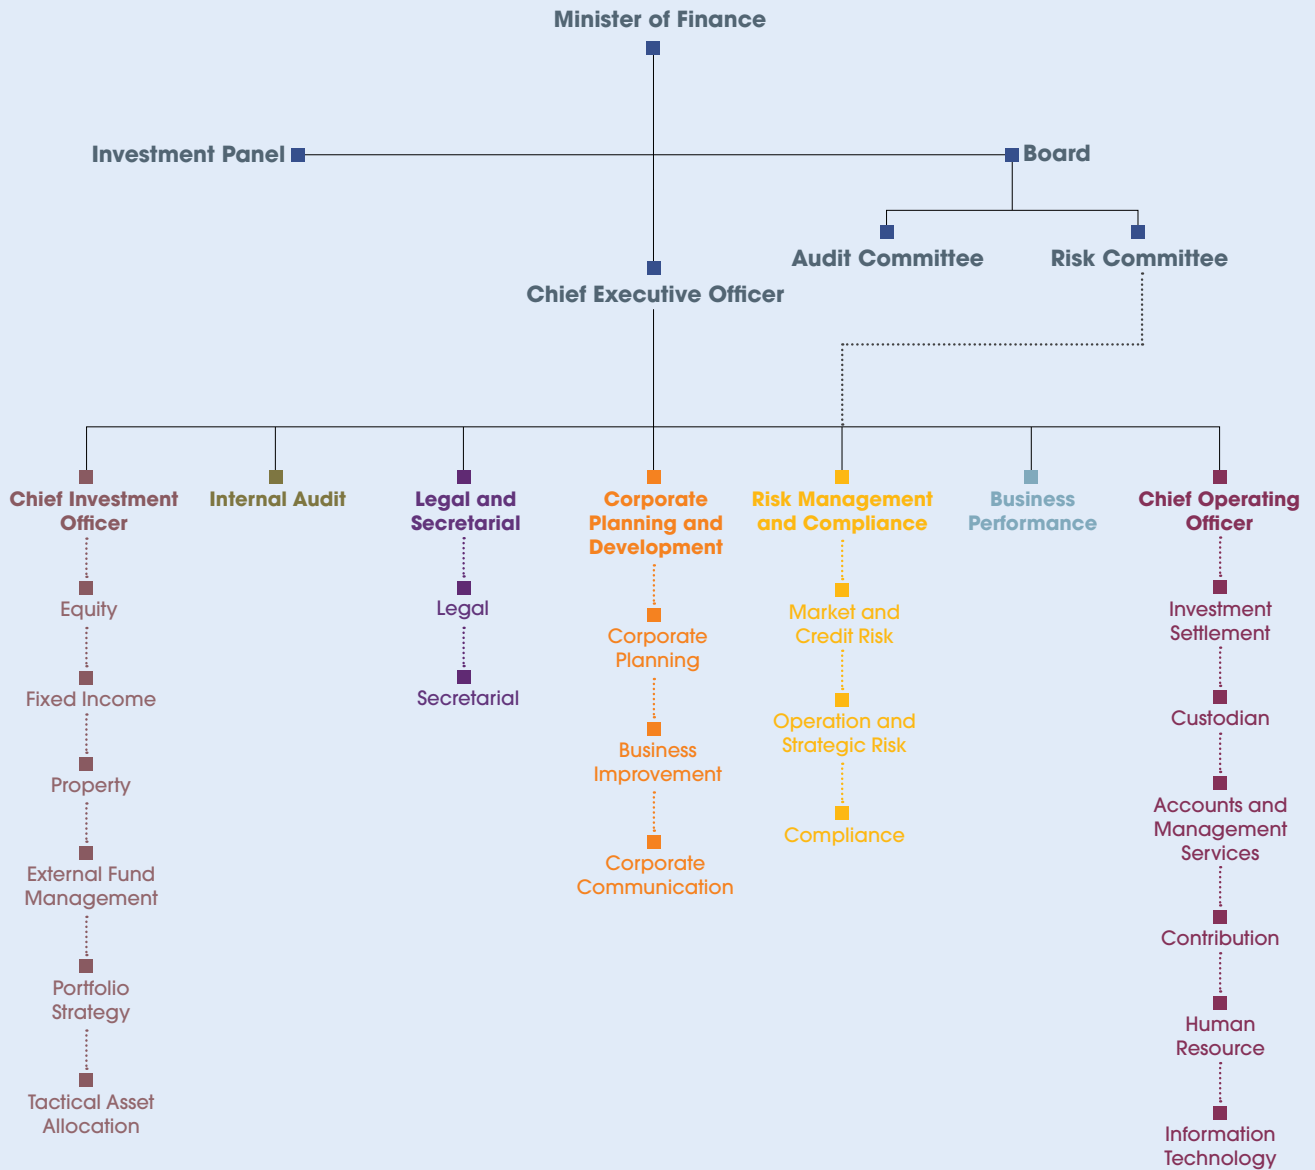 Minister of Finance
Investment Panel
Board
Audit Committee
Risk Committee
Chief Executive Officer
Chief Investment
Officer
Equity
Fixed Income
Property
External Fund
Management
Portfolio
Strategy
Tactical Asset
Allocation
Internal Audit
Legal and
Secretarial
Legal
Secretarial
Corporate
Planning and
Development
Corporate
Planning
Business
Improvement
Corporate
Communication
Risk Management
and Compliance
Market and
Credit Risk
Operation and
Strategic Risk
Compliance
Business
Performance
Chief Operating
Officer
Investment
Settlement
Custodian
Accounts and
Management
Services
Contribution
Human
Resource
Information
Technology